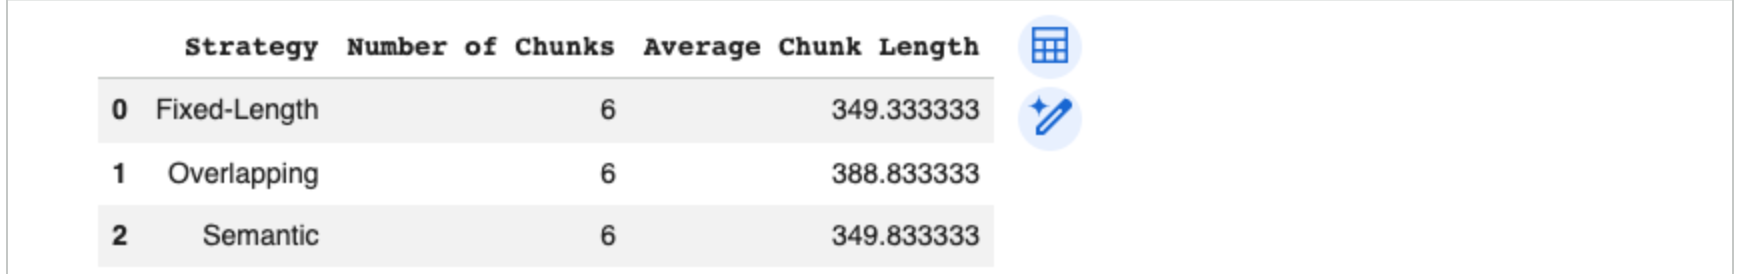 Strategy Number of Chunks Average Chunk Length
0 Fixed-Length 6 349.333333
1 Overlapping 6 388.833333
2 Semantic 6 349.833333